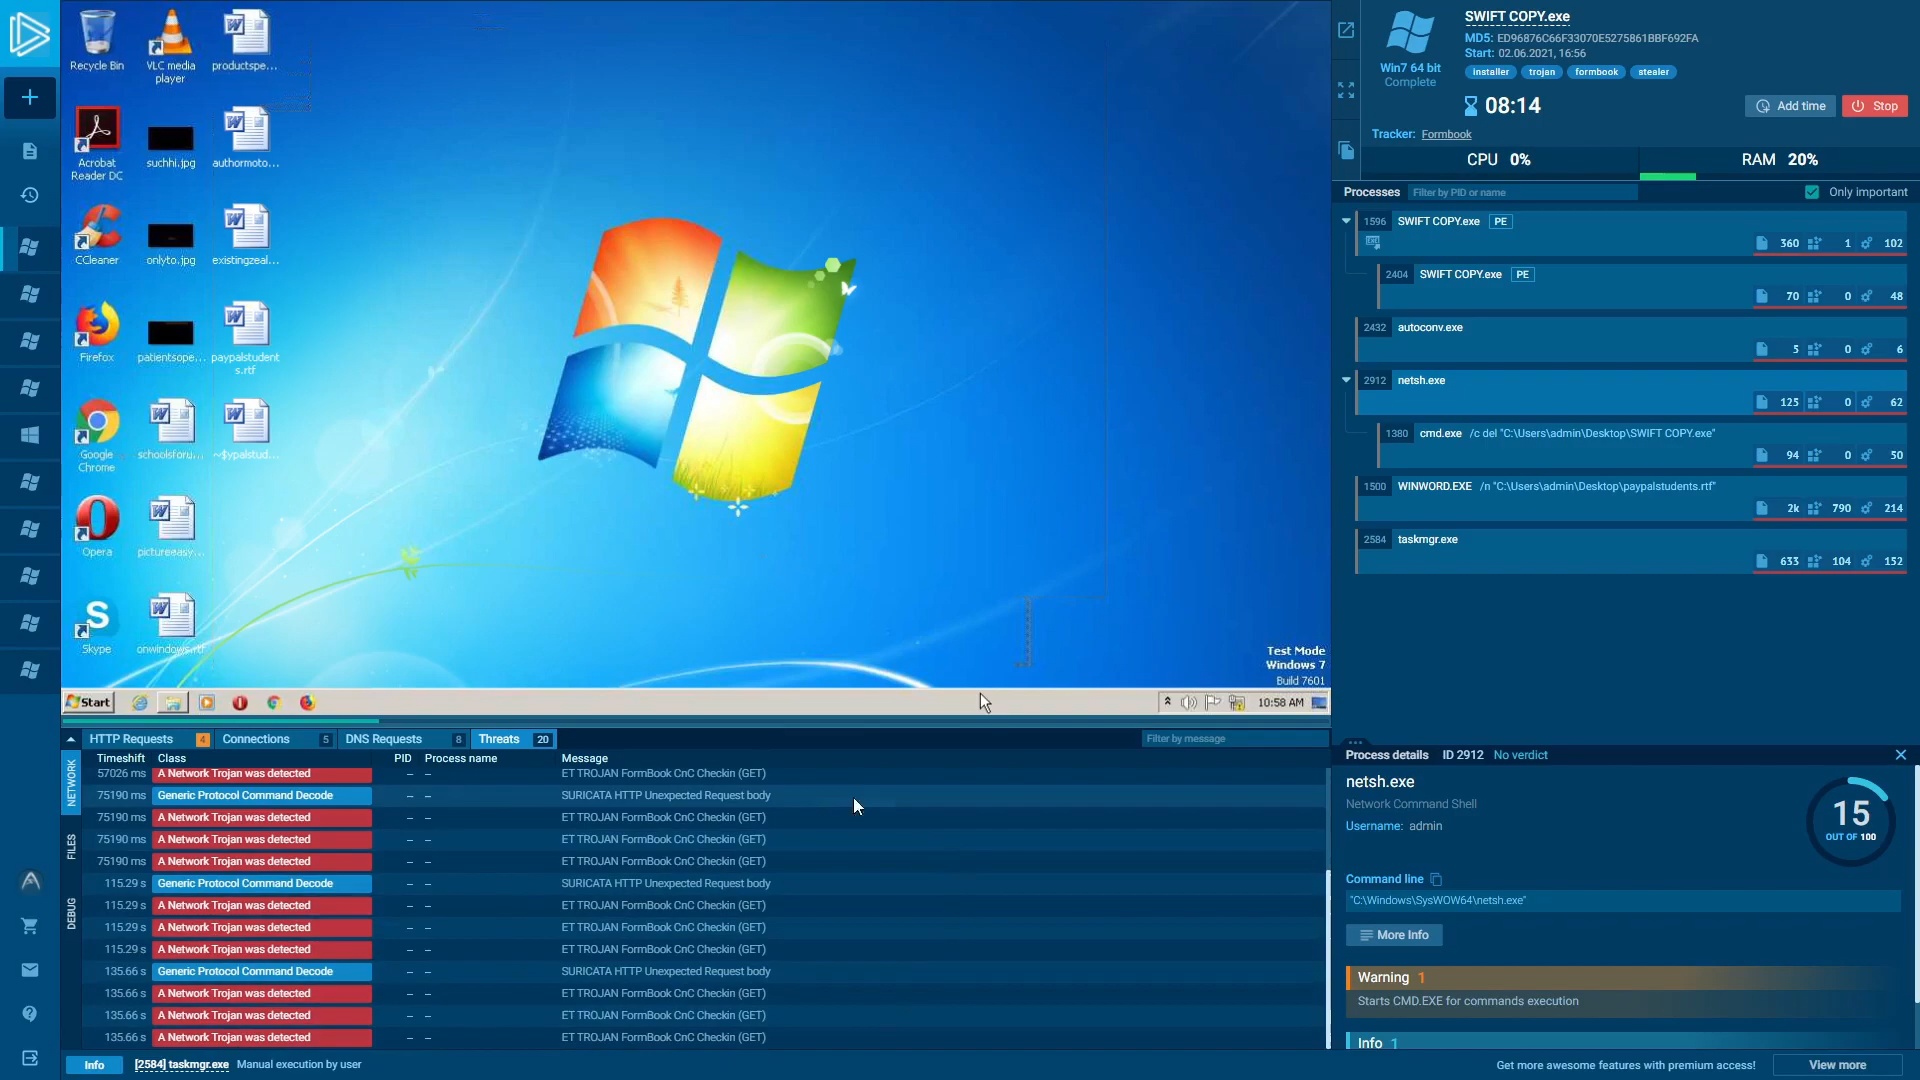 Recycle Bin
VLC media player
productspe...
Acrobat Reader DC
suchhi.jpg
authormoto...
CCleaner
onlyto.jpg
existingzeal...
Firefox
patientsope...
paypalstudents.rtf
Google Chrome
schoolsforu...
~$ypalstud...
Opera
pictureeasy...
Skype
onwindows.rtf
Test Mode
Windows 7
Build 7601
Start
10:58 AM
SWIFT COPY.exe
MD5: ED96876C66F33070E5275861BBF692FA
Start: 02.06.2021, 16:56
Win7 64 bit
Complete
installer trojan formbook stealer
08:14
Add time
Stop
Tracker: Formbook
CPU 0%
RAM 20%
Processes
Filter by PID or name
Only important
1596 SWIFT COPY.exe PE
360 1 102
2404 SWIFT COPY.exe PE
70 0 48
2432 autoconv.exe
5 0 6
2912 netsh.exe
125 0 62
1380 cmd.exe /c del "C:\Users\admin\Desktop\SWIFT COPY.exe"
94 0 50
1500 WINWORD.EXE /n "C:\Users\admin\Desktop\paypalstudents.rtf"
2k 790 214
2584 taskmgr.exe
633 104 152
HTTP Requests 4 Connections 5 DNS Requests 8 Threats 20
Filter by message
NETWORK
FILES
DEBUG
Timeshift Class PID Process name Message
57026 ms A Network Trojan was detected – – ET TROJAN FormBook CnC Checkin (GET)
75190 ms Generic Protocol Command Decode – – SURICATA HTTP Unexpected Request body
75190 ms A Network Trojan was detected – – ET TROJAN FormBook CnC Checkin (GET)
75190 ms A Network Trojan was detected – – ET TROJAN FormBook CnC Checkin (GET)
75190 ms A Network Trojan was detected – – ET TROJAN FormBook CnC Checkin (GET)
115.29 s Generic Protocol Command Decode – – SURICATA HTTP Unexpected Request body
115.29 s A Network Trojan was detected – – ET TROJAN FormBook CnC Checkin (GET)
115.29 s A Network Trojan was detected – – ET TROJAN FormBook CnC Checkin (GET)
115.29 s A Network Trojan was detected – – ET TROJAN FormBook CnC Checkin (GET)
135.66 s Generic Protocol Command Decode – – SURICATA HTTP Unexpected Request body
135.66 s A Network Trojan was detected – – ET TROJAN FormBook CnC Checkin (GET)
135.66 s A Network Trojan was detected – – ET TROJAN FormBook CnC Checkin (GET)
135.66 s A Network Trojan was detected – – ET TROJAN FormBook CnC Checkin (GET)
Process details ID 2912 No verdict
netsh.exe
Network Command Shell
Username: admin
15
OUT OF 100
Command line
"C:\Windows\SysWOW64\netsh.exe"
More Info
Warning 1
Starts CMD.EXE for commands execution
Info 1
Info [2584] taskmgr.exe Manual execution by user
Get more awesome features with premium access! View more